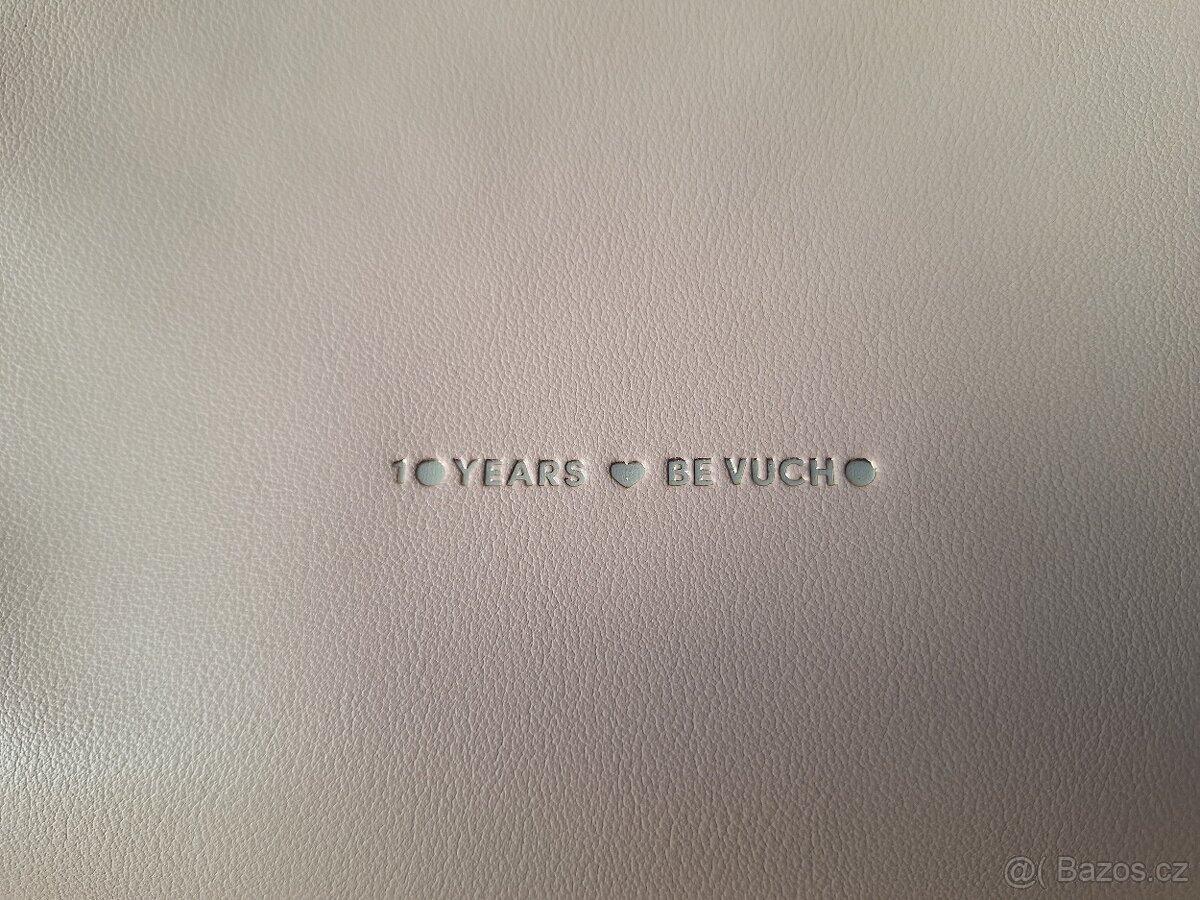 10 YEARS ♥ BE VUCH●
@( Bazos.cz